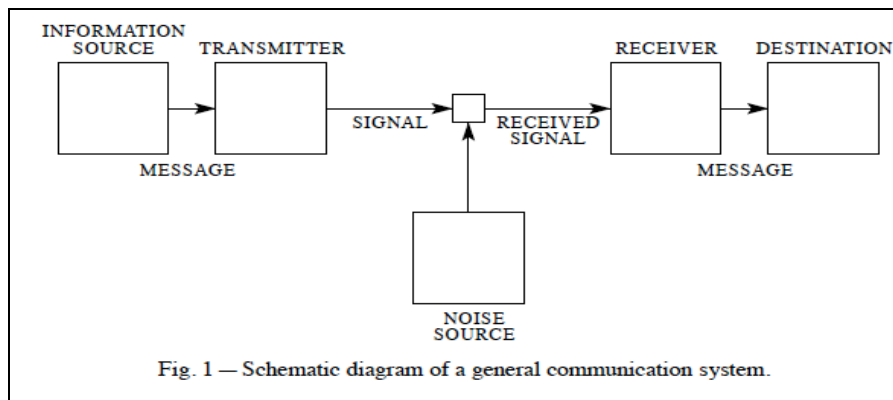 INFORMATION
SOURCE
TRANSMITTER
RECEIVER
DESTINATION
SIGNAL
RECEIVED
SIGNAL
MESSAGE
MESSAGE
NOISE
SOURCE
Fig. 1 — Schematic diagram of a general communication system.